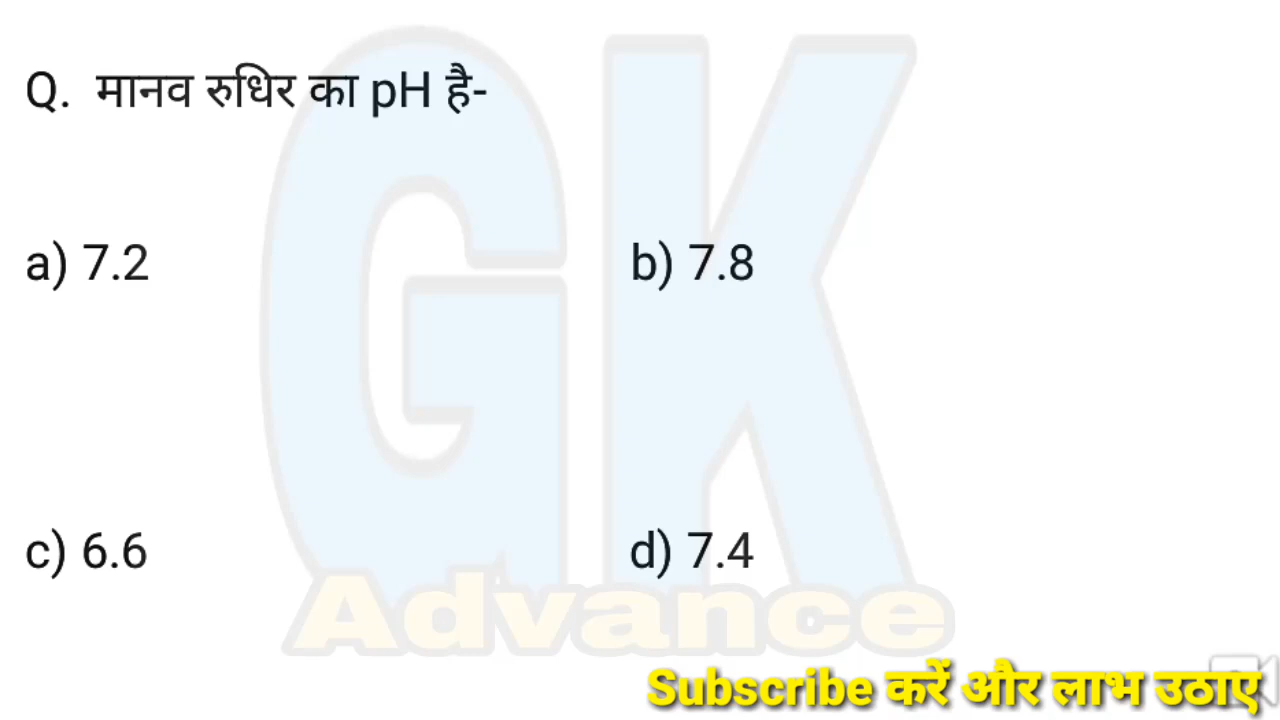 GK
Q. मानव रुधिर का pH है-
a) 7.2
b) 7.8
c) 6.6
d) 7.4
Advance
Subscribe करें और लाभ उठाए